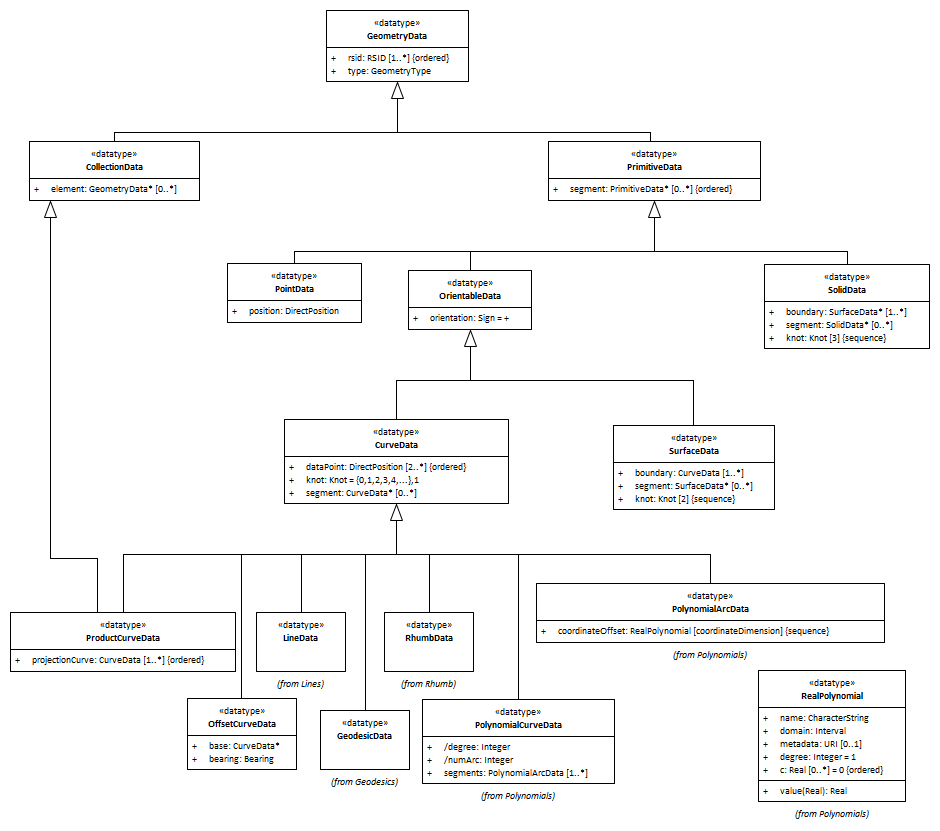 «datatype»
GeometryData
+ rsid: RSID [1..*] {ordered}
+ type: GeometryType
«datatype»
CollectionData
+ element: GeometryData* [0..*]
«datatype»
PrimitiveData
+ segment: PrimitiveData* [0..*] {ordered}
«datatype»
PointData
+ position: DirectPosition
«datatype»
OrientableData
+ orientation: Sign = +
«datatype»
SolidData
+ boundary: SurfaceData* [1..*]
+ segment: SolidData* [0..*]
+ knot: Knot [3] {sequence}
«datatype»
CurveData
+ dataPoint: DirectPosition [2..*] {ordered}
+ knot: Knot = {0,1,2,3,4,...},1
+ segment: CurveData* [0..*]
«datatype»
SurfaceData
+ boundary: CurveData [1..*]
+ segment: SurfaceData* [0..*]
+ knot: Knot [2] {sequence}
«datatype»
ProductCurveData
+ projectionCurve: CurveData [1..*] {ordered}
«datatype»
LineData
(from Lines)
«datatype»
RhumbData
(from Rhumb)
«datatype»
PolynomialArcData
+ coordinateOffset: RealPolynomial [coordinateDimension] {sequence}
(from Polynomials)
«datatype»
OffsetCurveData
+ base: CurveData*
+ bearing: Bearing
«datatype»
GeodesicData
(from Geodesics)
«datatype»
PolynomialCurveData
+ /degree: Integer
+ /numArc: Integer
+ segments: PolynomialArcData [1..*]
(from Polynomials)
«datatype»
RealPolynomial
+ name: CharacterString
+ domain: Interval
+ metadata: URI [0..1]
+ degree: Integer = 1
+ c: Real [0..*] = 0 {ordered}
+ value(Real): Real
(from Polynomials)